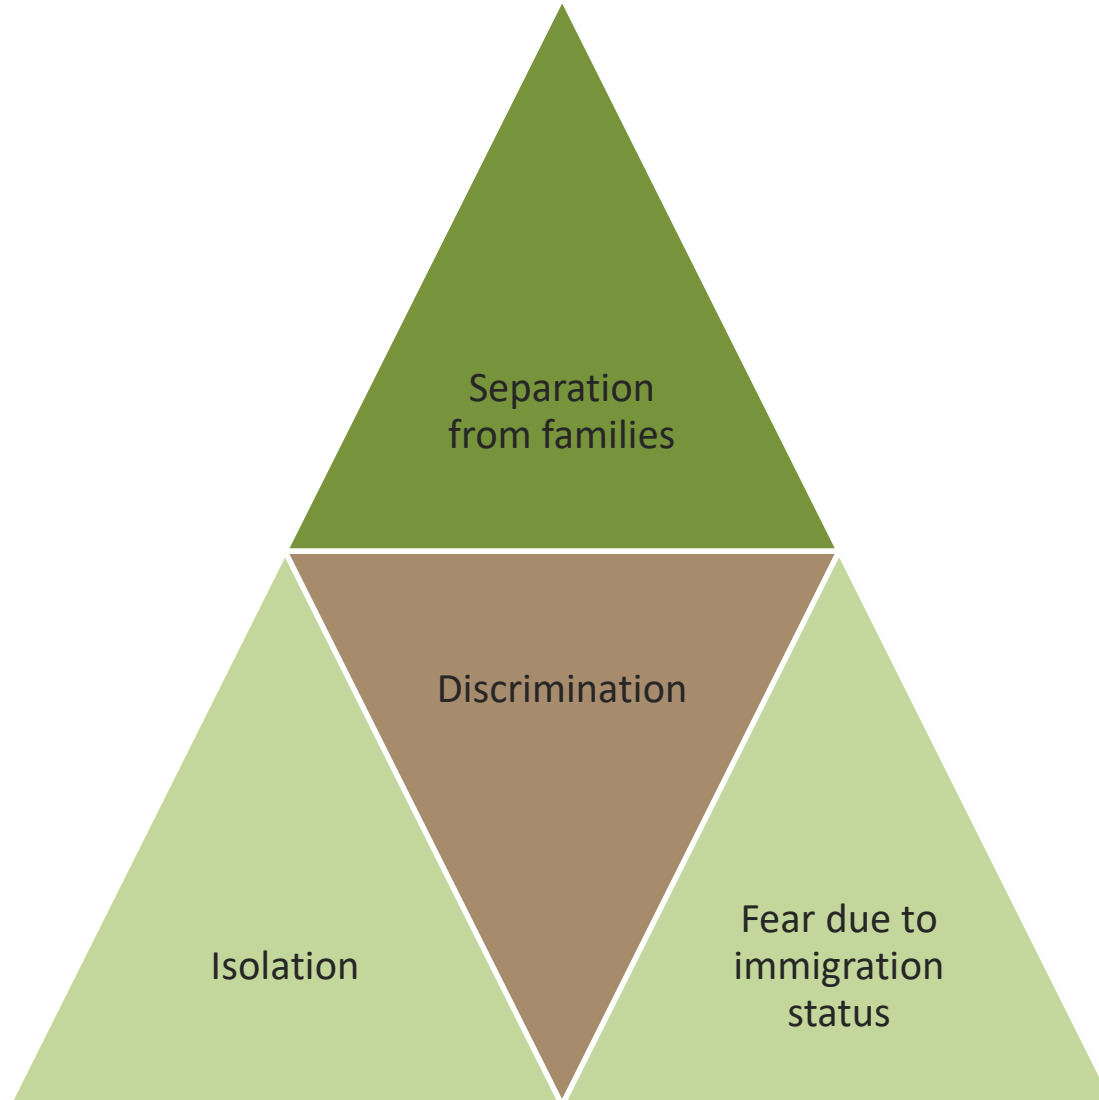 Separation
from families
Discrimination
Isolation
Fear due to
immigration
status